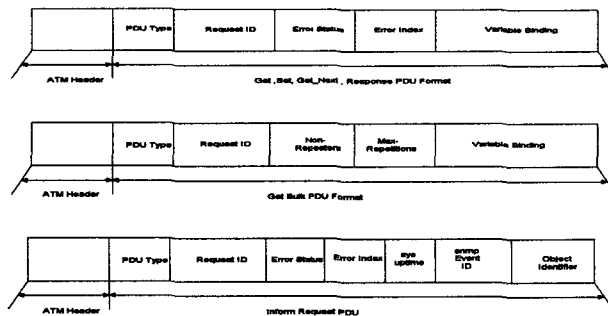 PDU Type Request ID Error Status Error Index Variable Binding
ATM Header Get ,Set, Get_Next , Response PDU Format
PDU Type Request ID Non-Repeaters Max-Repetitions Variable Binding
ATM Header Get Bulk PDU Format
PDU Type Request ID Error Status Error Index sys uptime snmp Event ID Object Identifier
ATM Header Inform Request PDU